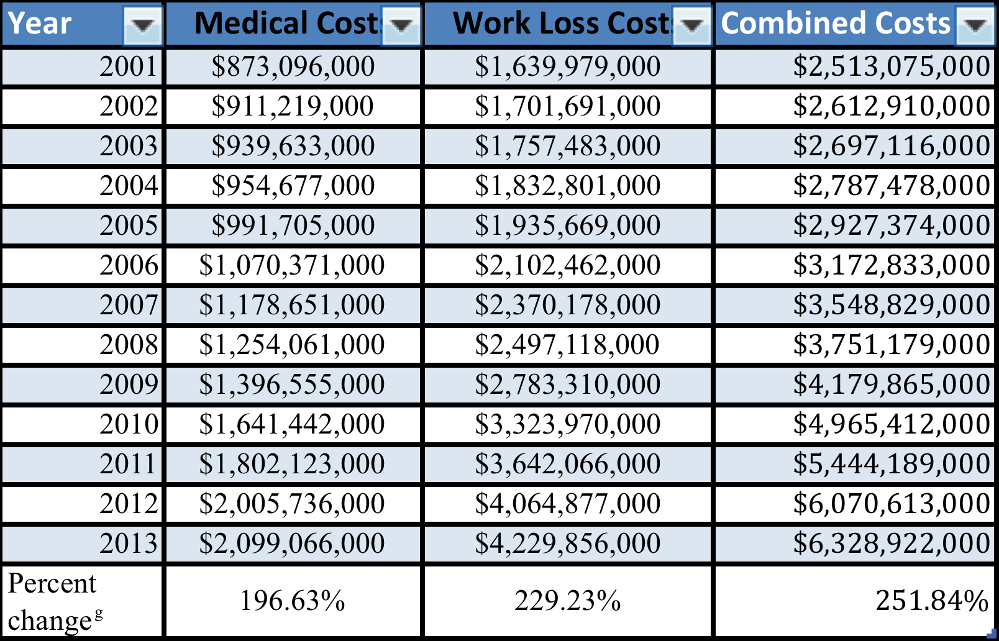 Year Medical Cost Work Loss Cost Combined Costs
2001 $873,096,000 $1,639,979,000 $2,513,075,000
2002 $911,219,000 $1,701,691,000 $2,612,910,000
2003 $939,633,000 $1,757,483,000 $2,697,116,000
2004 $954,677,000 $1,832,801,000 $2,787,478,000
2005 $991,705,000 $1,935,669,000 $2,927,374,000
2006 $1,070,371,000 $2,102,462,000 $3,172,833,000
2007 $1,178,651,000 $2,370,178,000 $3,548,829,000
2008 $1,254,061,000 $2,497,118,000 $3,751,179,000
2009 $1,396,555,000 $2,783,310,000 $4,179,865,000
2010 $1,641,442,000 $3,323,970,000 $4,965,412,000
2011 $1,802,123,000 $3,642,066,000 $5,444,189,000
2012 $2,005,736,000 $4,064,877,000 $6,070,613,000
2013 $2,099,066,000 $4,229,856,000 $6,328,922,000
Percent
change⁠ᵍ 196.63% 229.23% 251.84%